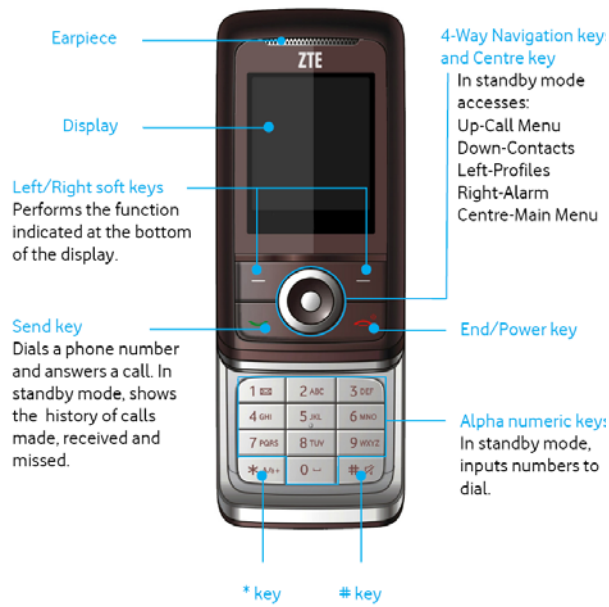 Earpiece
ZTE
Display
Left/Right soft keys
Performs the function
indicated at the bottom
of the display.
Send key
Dials a phone number
and answers a call. In
standby mode, shows
the history of calls
made, received and
missed.
4-Way Navigation keys
and Centre key
In standby mode
accesses:
Up-Call Menu
Down-Contacts
Left-Profiles
Right-Alarm
Centre-Main Menu
End/Power key
Alpha numeric keys
In standby mode,
inputs numbers to
dial.
1 2 ABC 3 DEF
4 GHI 5 JKL 6 MNO
7 PQRS 8 TUV 9 WXYZ
* 0 #
* key
# key